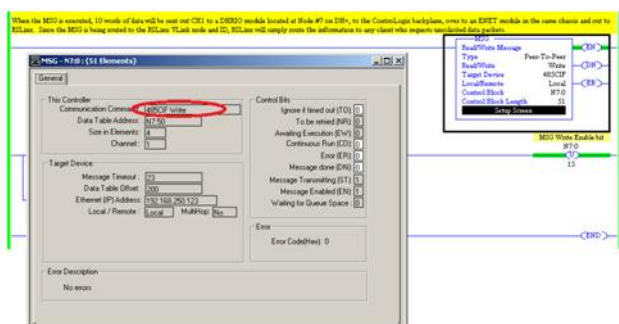 When the MSG is executed, 10 words of data will be sent out CH1 to a DHRIO module located at Node #7 on DH+, to the ControlLogix backplane, over to an ENET module in the same chassis and out to
RSLinx. Since the MSG is being routed to the RSLinx VLink node and ID, RSLinx will simply route the information to any client who requests unsolicited data packets.
MSG
Read/Write Message
Type Peer-To-Peer
Read/Write Write
Target Device 485CIF
Local/Remote Local
Control Block N7:0
Control Block Length 51
Setup Screen
EN
DN
ER
MSG - N7:0 : (51 Elements)
General
This Controller
Communication Command: 485CIF Write
Data Table Address: N7:50
Size in Elements: 4
Channel: 1
Target Device
Message Timeout : 23
Data Table Offset: 200
Ethernet (IP) Address: 192.168.250.123
Local / Remote : Local MultiHop: No
Control Bits
Ignore if timed out (TO): 0
To be retried (NR): 0
Awaiting Execution (EW): 0
Continuous Run (CO): 0
Error (ER): 0
Message done (DN): 0
Message Transmitting (ST): 1
Message Enabled (EN): 1
Waiting for Queue Space : 0
Error
Error Code(Hex): 0
Error Description
No errors
MSG Write Enable bit
N7:0
U
15
END